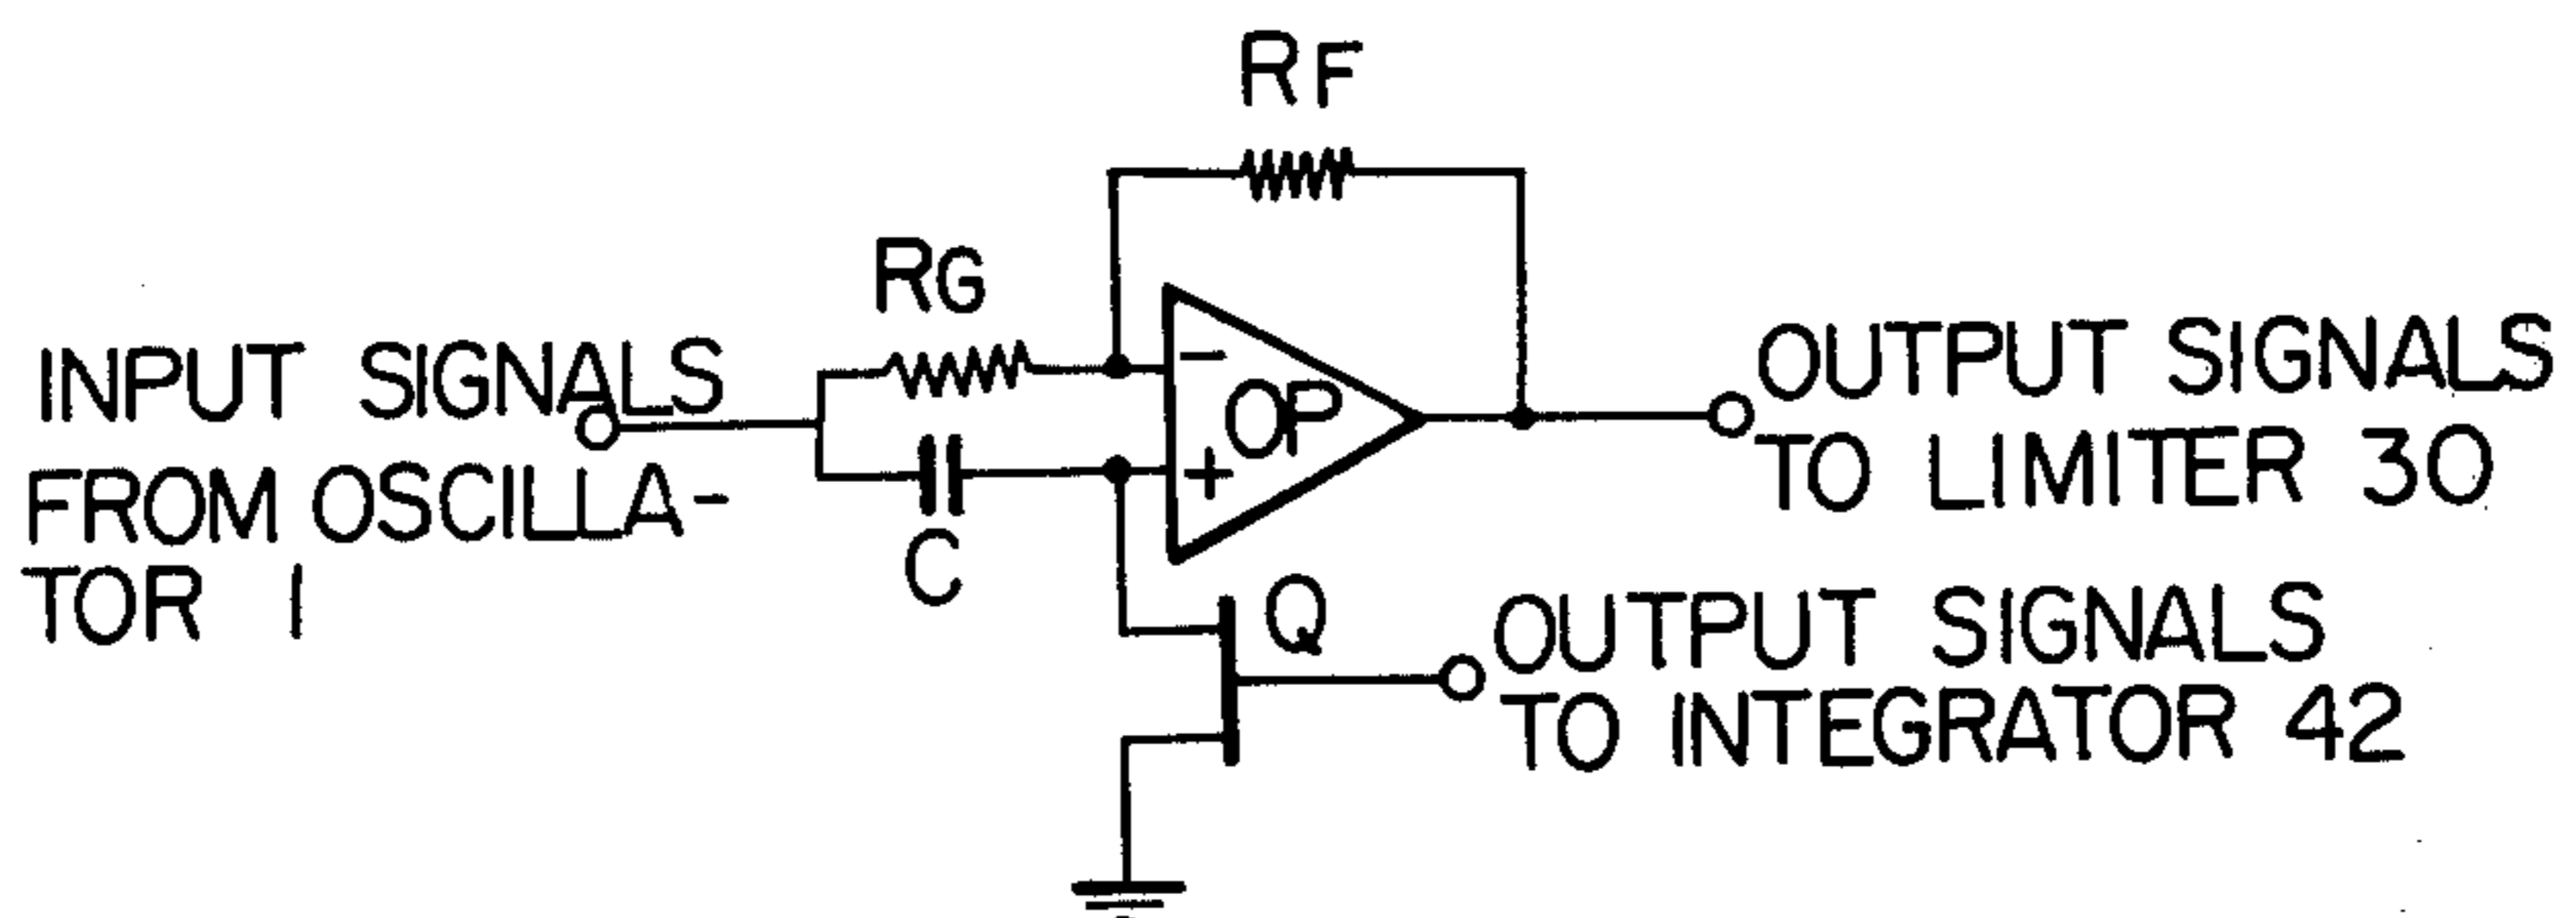 RF
RG
INPUT SIGNALS
FROM OSCILLA-
TOR 1
C
-
OP
+
Q
OUTPUT SIGNALS
TO LIMITER 30
OUTPUT SIGNALS
TO INTEGRATOR 42